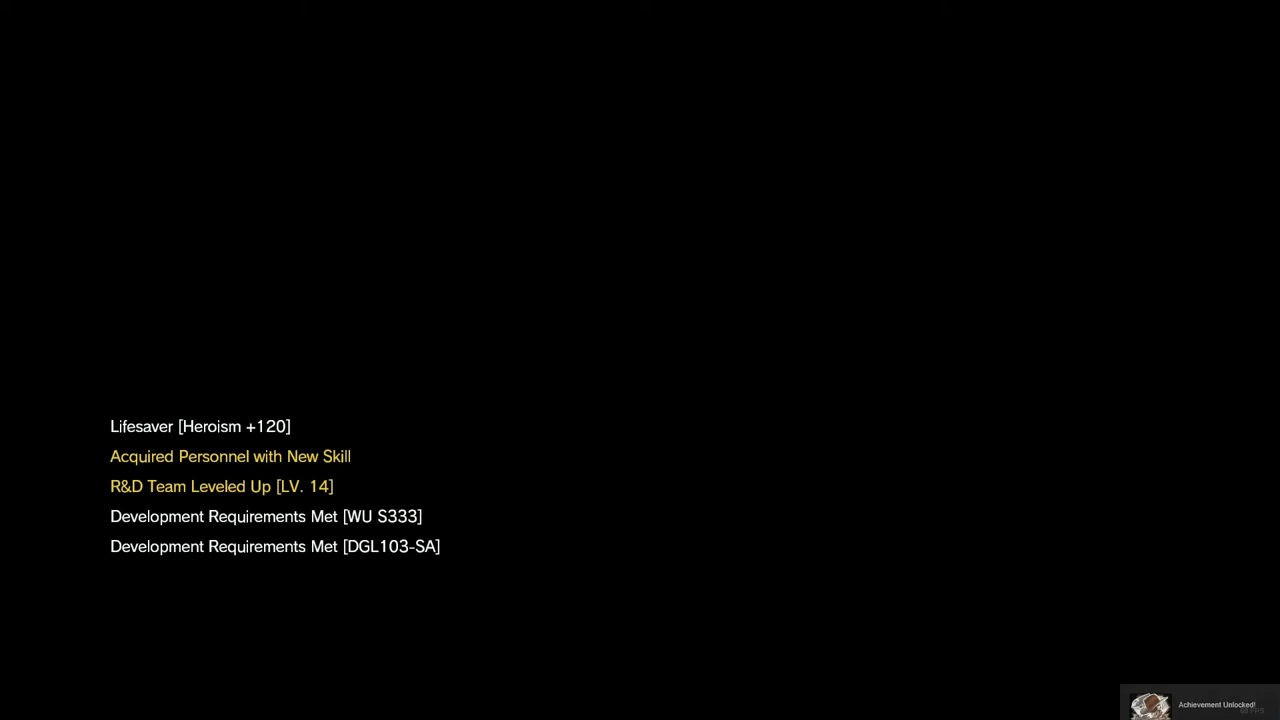 Lifesaver [Heroism +120]
Acquired Personnel with New Skill
R&D Team Leveled Up [LV. 14]
Development Requirements Met [WU S333]
Development Requirements Met [DGL103-SA]
Achievement Unlocked!